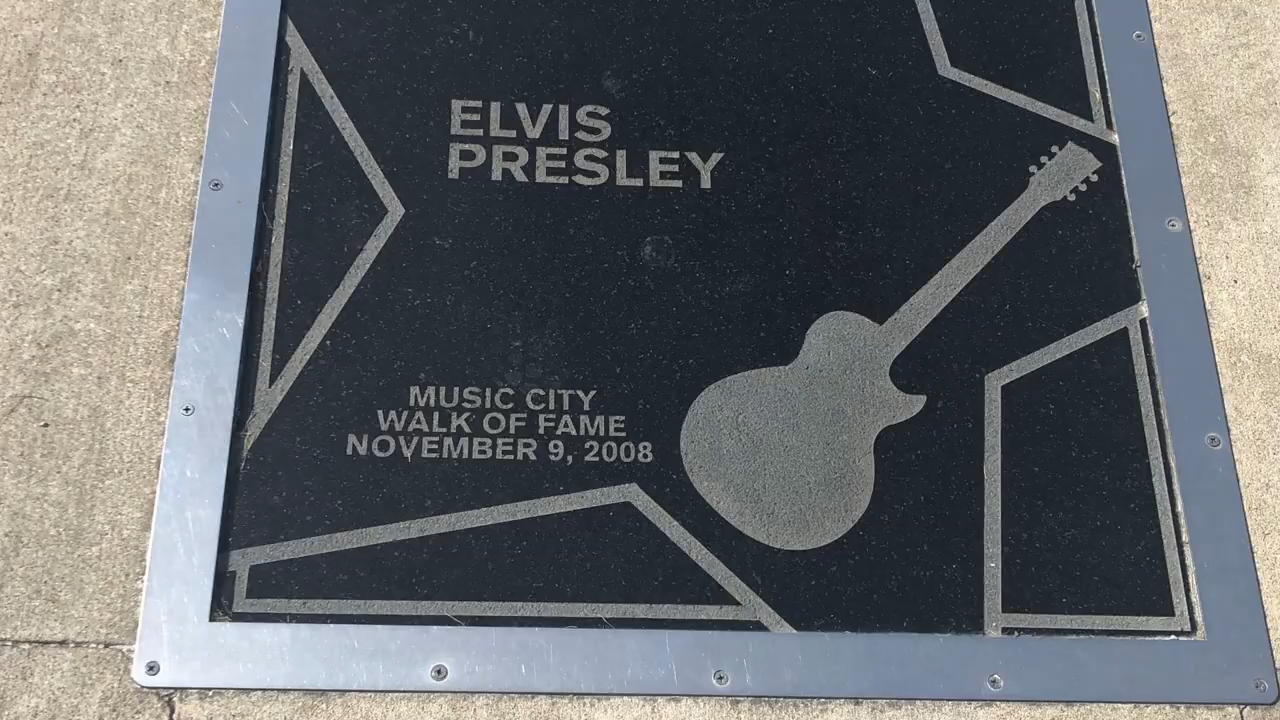 ELVIS
PRESLEY
MUSIC CITY
WALK OF FAME
NOVEMBER 9, 2008